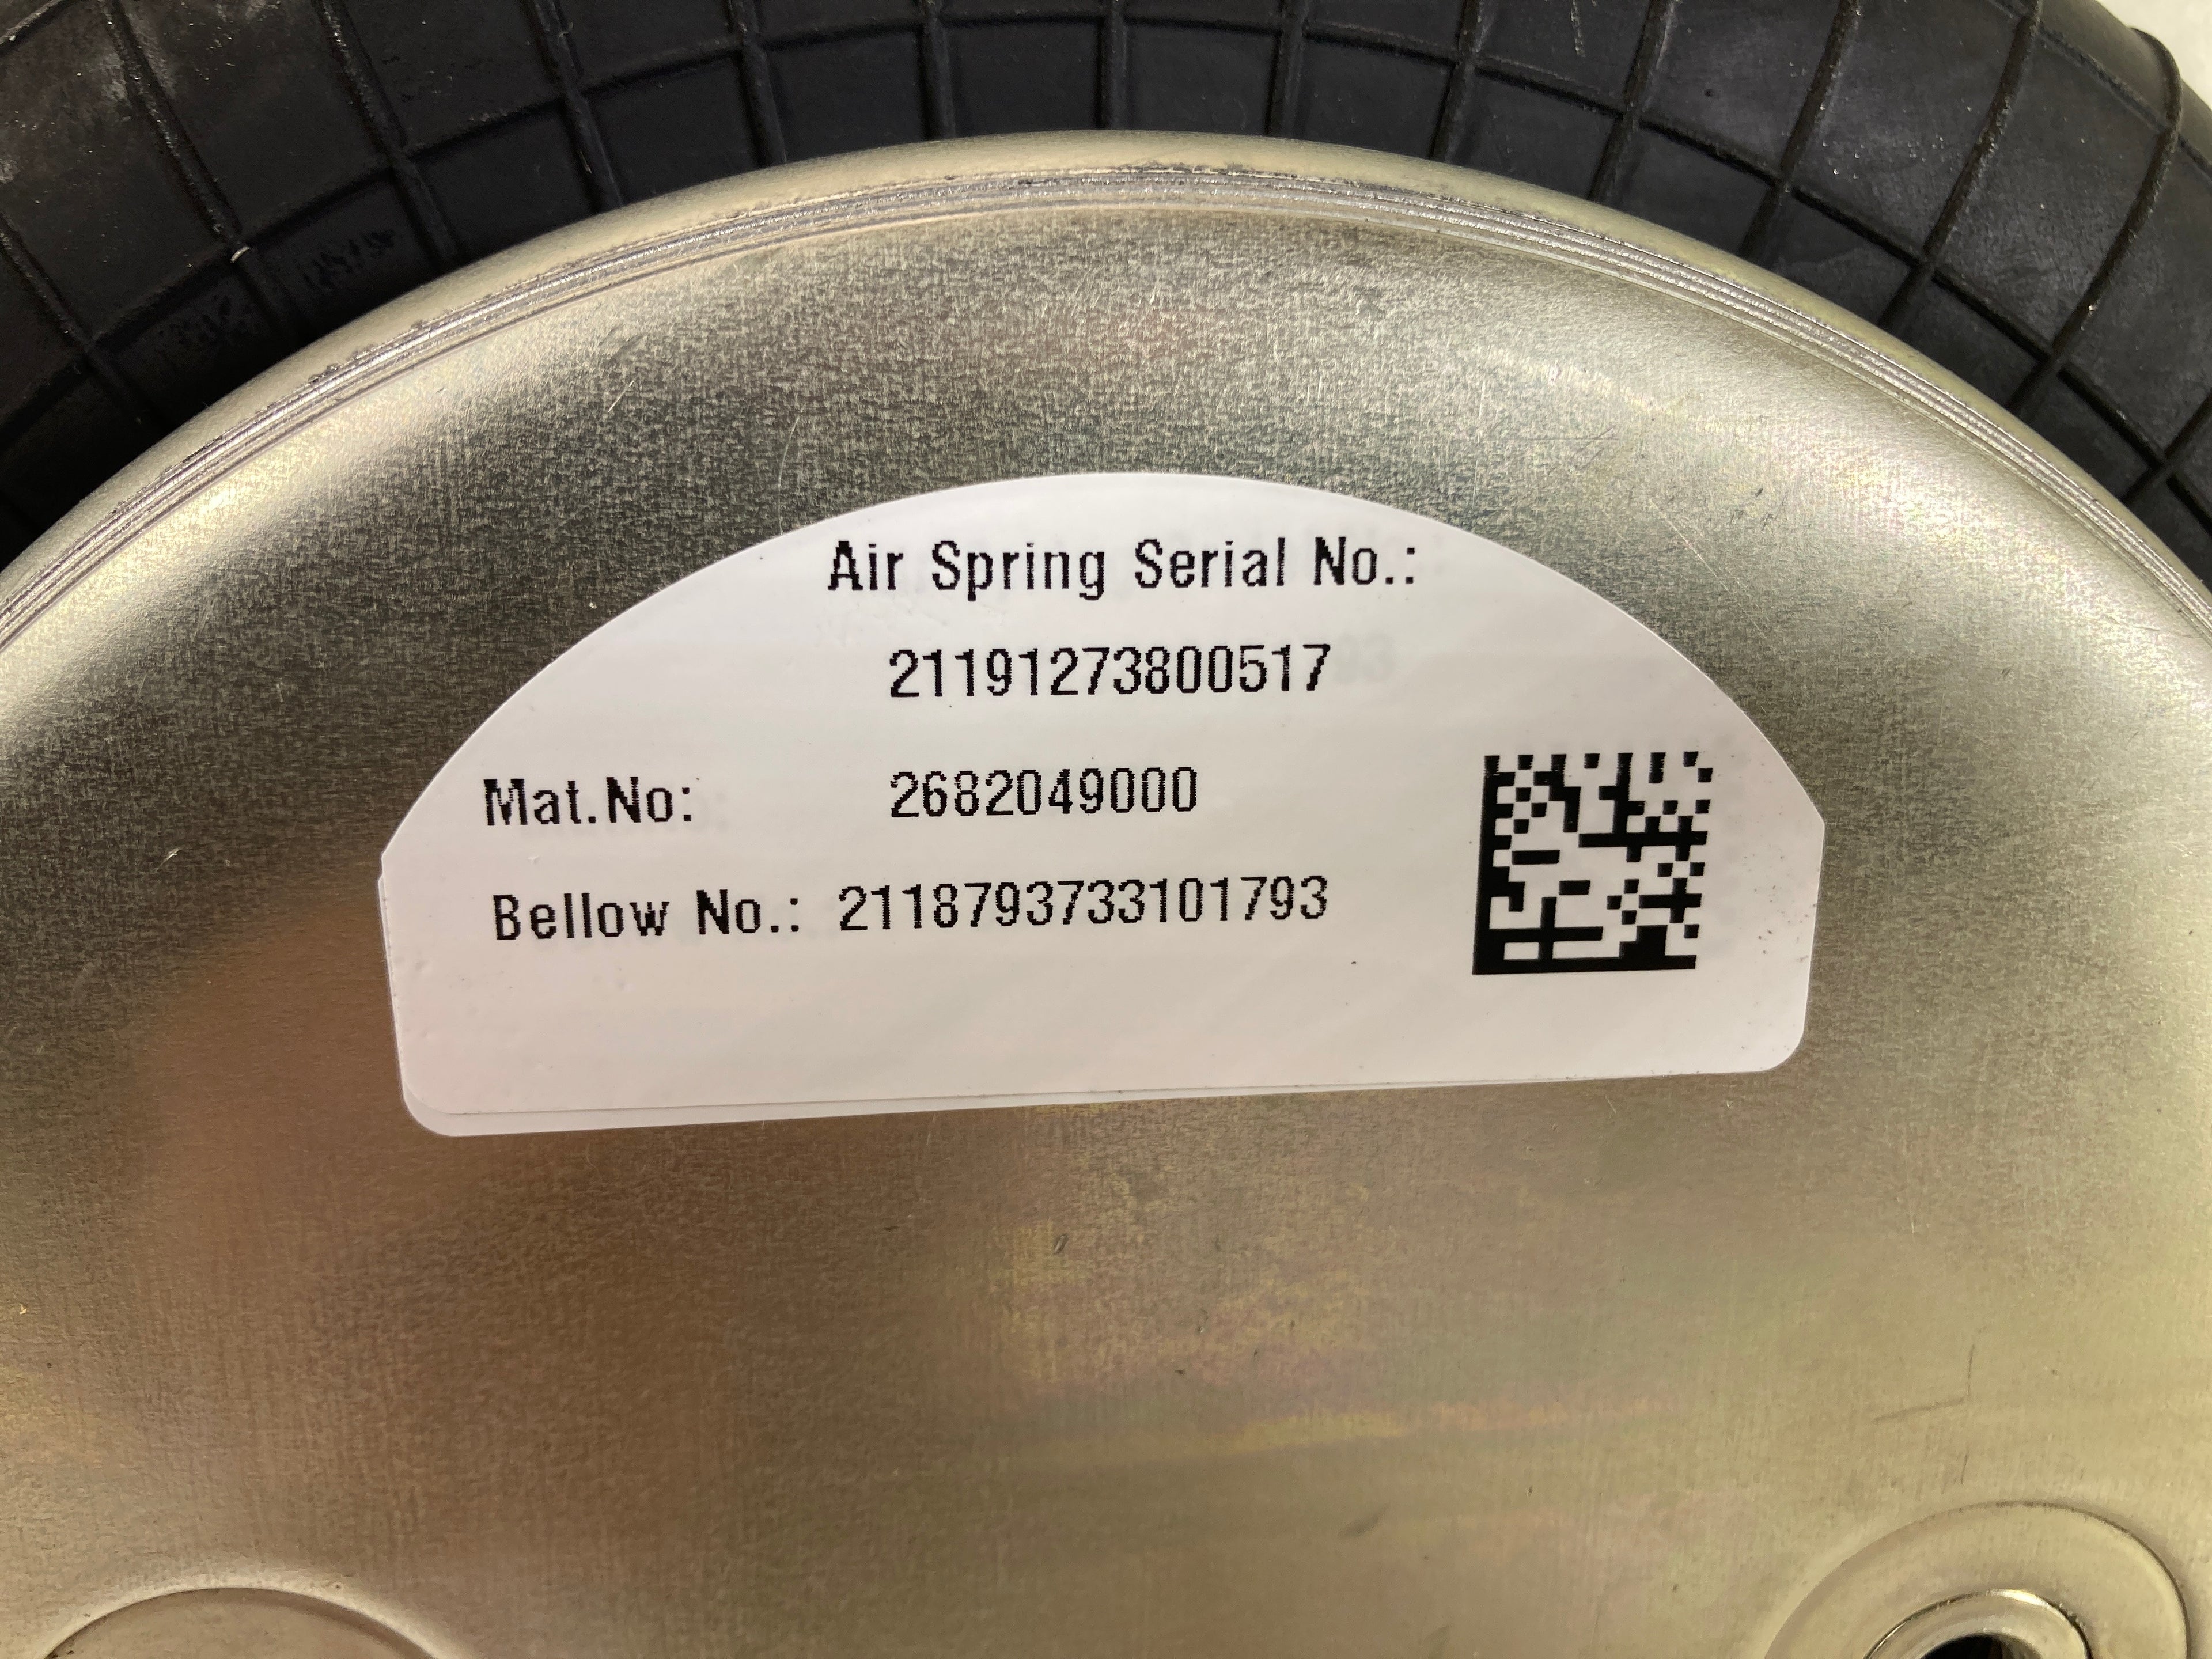 Air Spring Serial No.:
21191273800517
Mat.No: 2682049000
Bellow No.: 2118793733101793